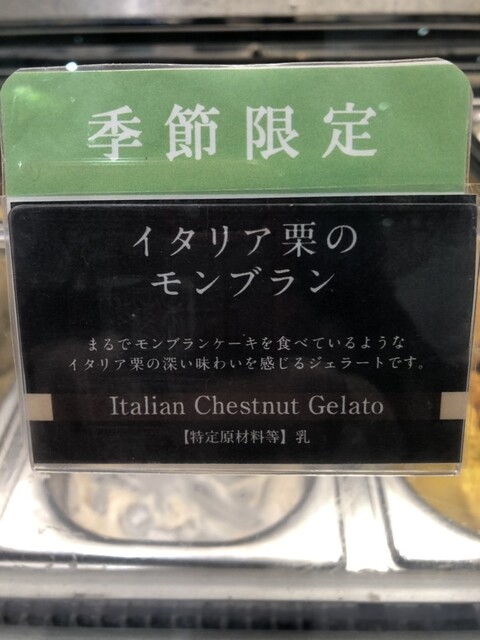 季節限定
イタリア栗の
モンブラン
まるでモンブランケーキを食べているような
イタリア栗の深い味わいを感じるジェラートです。
Italian Chestnut Gelato
【特定原材料等】乳